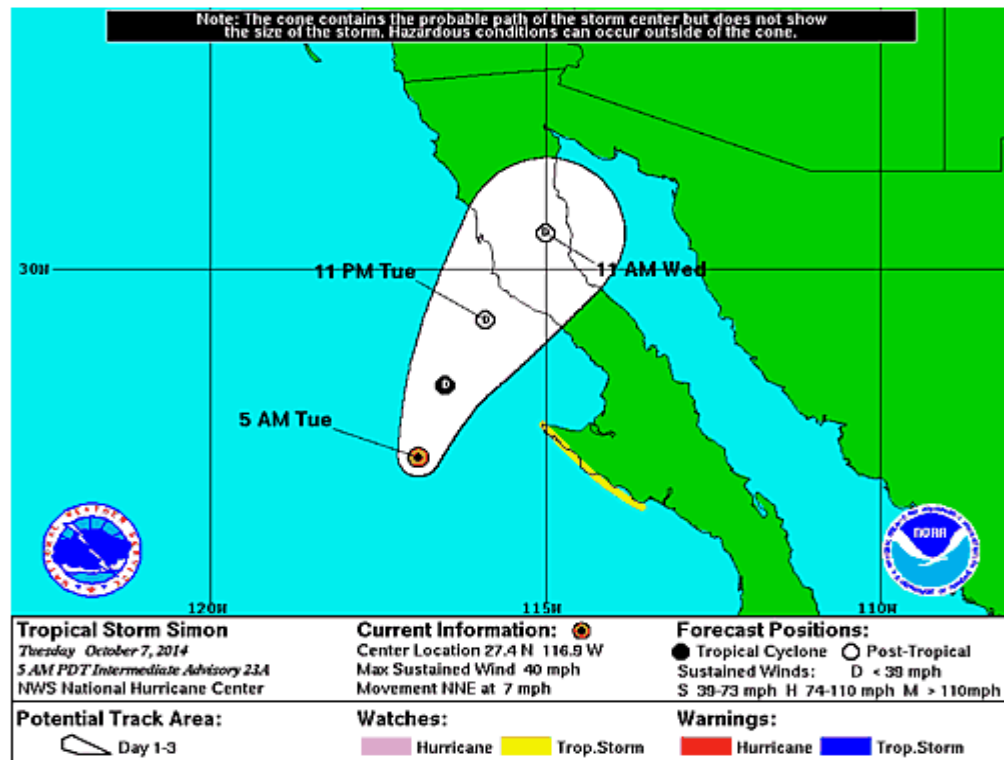 Note: The cone contains the probable path of the storm center but does not show
the size of the storm. Hazardous conditions can occur outside of the cone.
D
11 AM Wed
30N
11 PM Tue
D
D
5 AM Tue
NATIONAL WEATHER SERVICE
NOAA
120W
115W
110W
Tropical Storm Simon
Tuesday October 7, 2014
5 AM PDT Intermediate Advisory 23A
NWS National Hurricane Center
Current Information:
Center Location 27.4 N 116.9 W
Max Sustained Wind 40 mph
Movement NNE at 7 mph
Forecast Positions:
Tropical Cyclone Post-Tropical
Sustained Winds: D < 39 mph
S 39-73 mph H 74-110 mph M > 110mph
Potential Track Area:
Day 1-3
Watches:
Hurricane Trop.Storm
Warnings:
Hurricane Trop.Storm